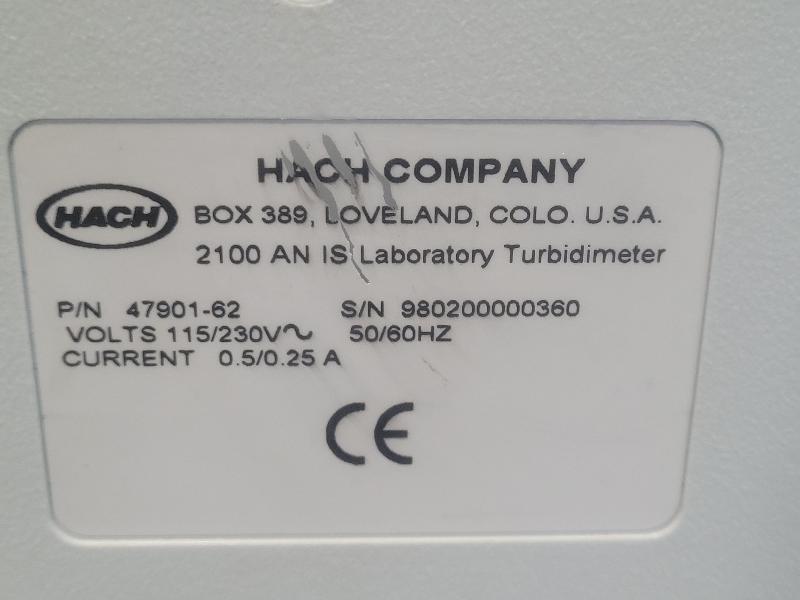 HACH COMPANY
HACH
BOX 389, LOVELAND, COLO. U.S.A.
2100 AN IS Laboratory Turbidimeter
P/N 47901-62 S/N 980200000360
VOLTS 115/230V∿ 50/60HZ
CURRENT 0.5/0.25 A
CE